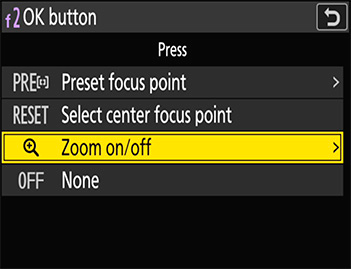 f2 OK button
Press
PRE Preset focus point
RESET Select center focus point
Zoom on/off
OFF None